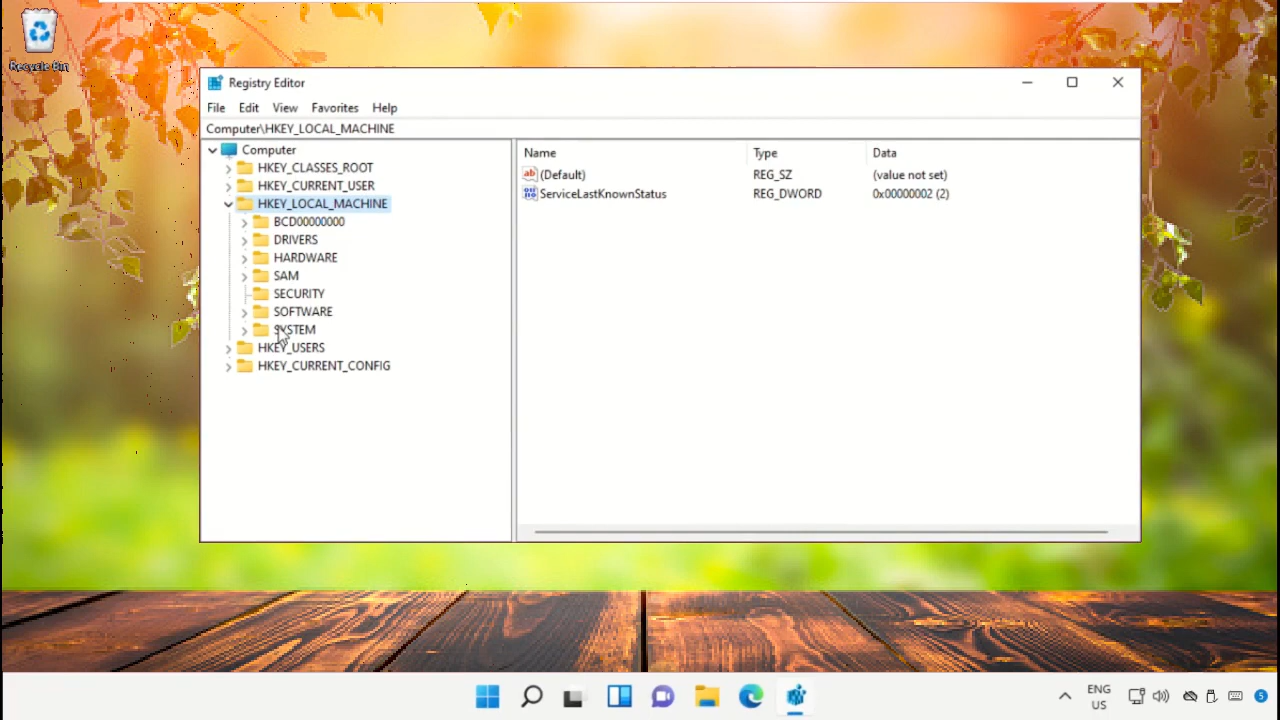 Recycle Bin
Registry Editor
File Edit View Favorites Help
Computer\HKEY_LOCAL_MACHINE
Computer
HKEY_CLASSES_ROOT
HKEY_CURRENT_USER
HKEY_LOCAL_MACHINE
BCD00000000
DRIVERS
HARDWARE
SAM
SECURITY
SOFTWARE
SYSTEM
HKEY_USERS
HKEY_CURRENT_CONFIG
Name Type Data
(Default) REG_SZ (value not set)
ServiceLastKnownStatus REG_DWORD 0x00000002 (2)
ENG
US
5